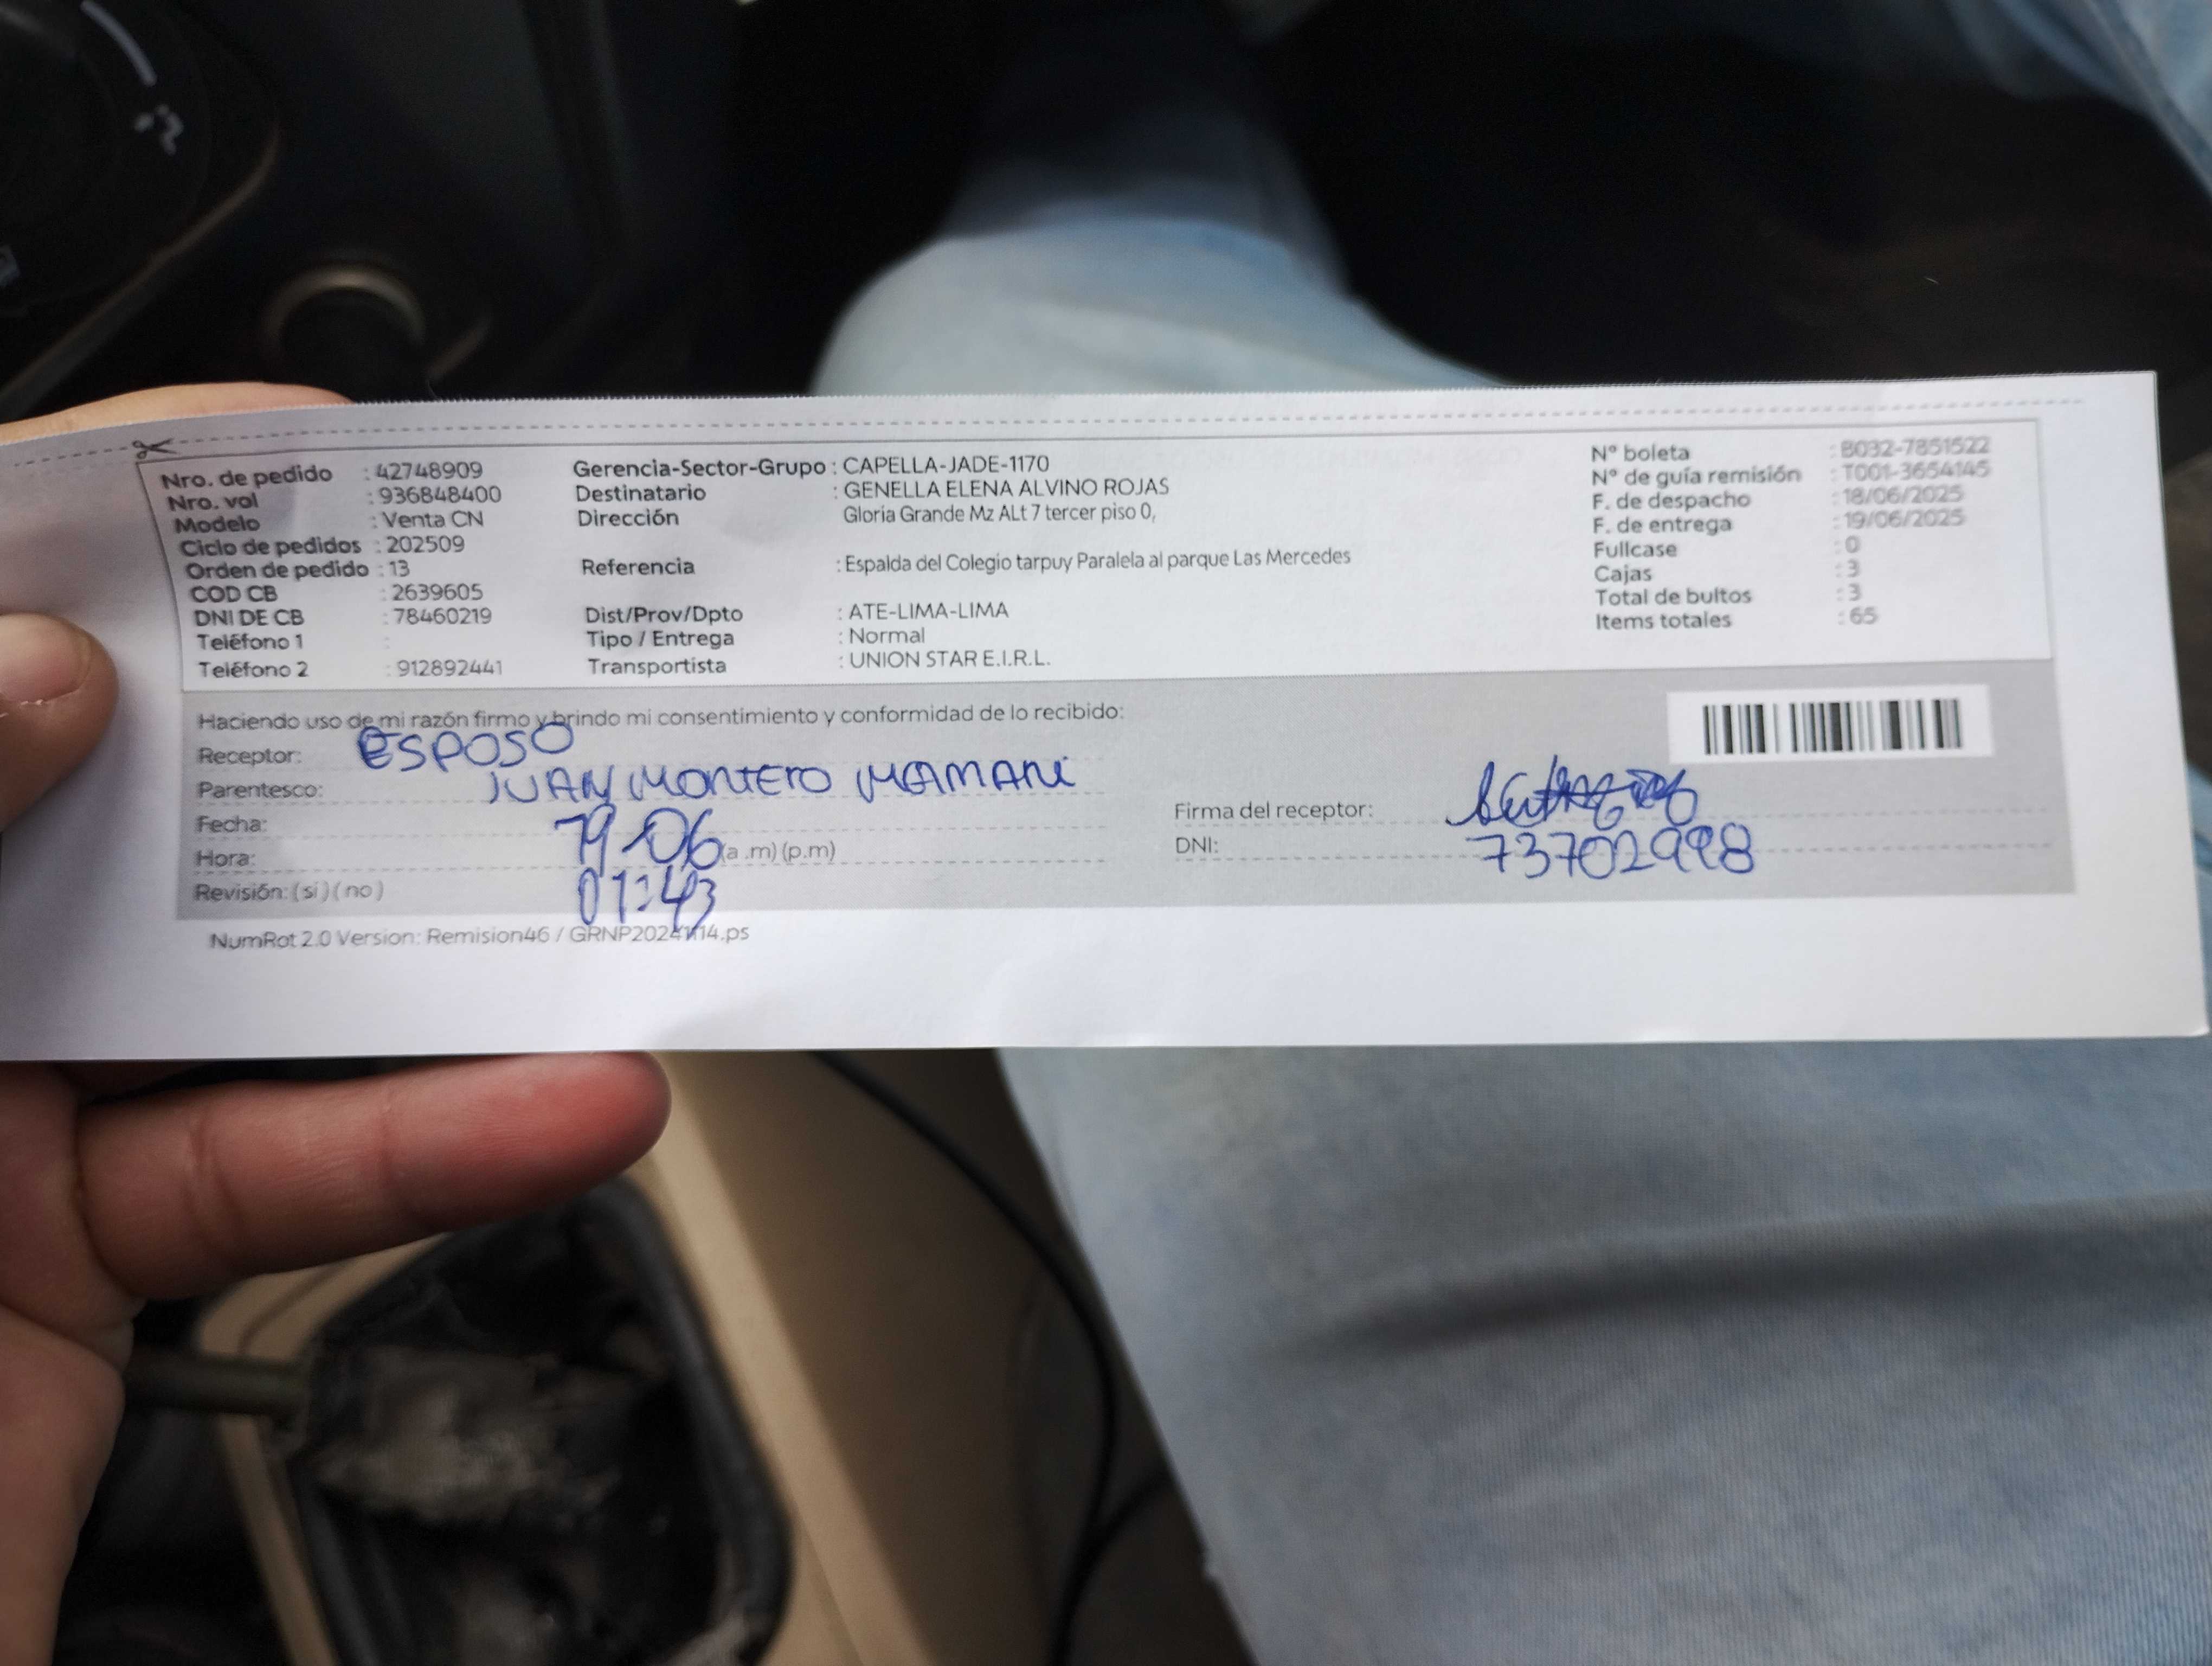 Nro. de pedido : 42748909
Nro. vol : 936848400
Modelo : Venta CN
Ciclo de pedidos : 202509
Orden de pedido : 13
COD CB : 2639605
DNI DE CB : 78460219
Teléfono 1 :
Teléfono 2 : 912892441
Gerencia-Sector-Grupo : CAPELLA-JADE-1170
Destinatario : GENELLA ELENA ALVINO ROJAS
Dirección Gloria Grande Mz ALt 7 tercer piso 0,
Referencia : Espalda del Colegio tarpuy Paralela al parque Las Mercedes
Dist/Prov/Dpto : ATE-LIMA-LIMA
Tipo / Entrega : Normal
Transportista : UNION STAR E.I.R.L.
N° boleta : B032-7851522
N° de guía remisión : T001-3654145
F. de despacho : 18/06/2025
F. de entrega : 19/06/2025
Fullcase : 0
Cajas : 3
Total de bultos : 3
Items totales : 65
Haciendo uso de mi razón firmo y brindo mi consentimiento y conformidad de lo recibido:
Receptor: ESPOSO
Parentesco: JUAN MONTERO MAMANI
Fecha: 19-06
Hora: (a .m) (p.m)
Revisión: ( si ) ( no ) 01:43
Firma del receptor:
DNI: 73702998
NumRot 2.0 Version: Remision46 / GRNP20241114.ps